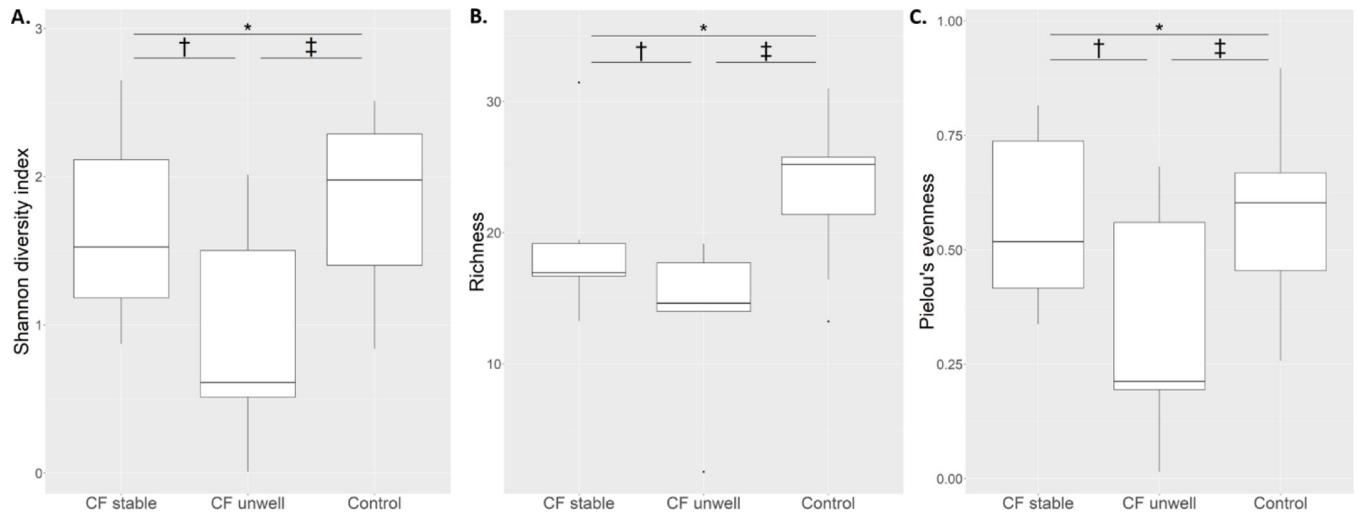 A.
Shannon diversity index
3
2
1
0
*
†
‡
CF stable
CF unwell
Control
B.
Richness
30
20
10
*
†
‡
CF stable
CF unwell
Control
C.
Pielou's evenness
1.00
0.75
0.50
0.25
0.00
*
†
‡
CF stable
CF unwell
Control